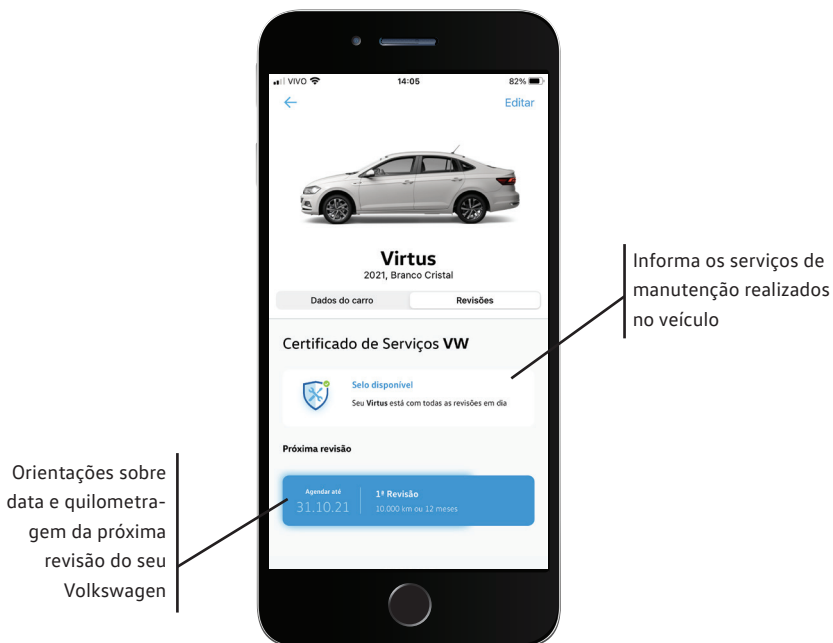 VIVO
14:05
82%
Editar
Virtus
2021, Branco Cristal
Dados do carro
Revisões
Certificado de Serviços VW
Selo disponível
Seu Virtus está com todas as revisões em dia
Próxima revisão
Agendar até
31.10.21
1ª Revisão
10.000 km ou 12 meses
Informa os serviços de
manutenção realizados
no veículo
Orientações sobre
data e quilometra-
gem da próxima
revisão do seu
Volkswagen